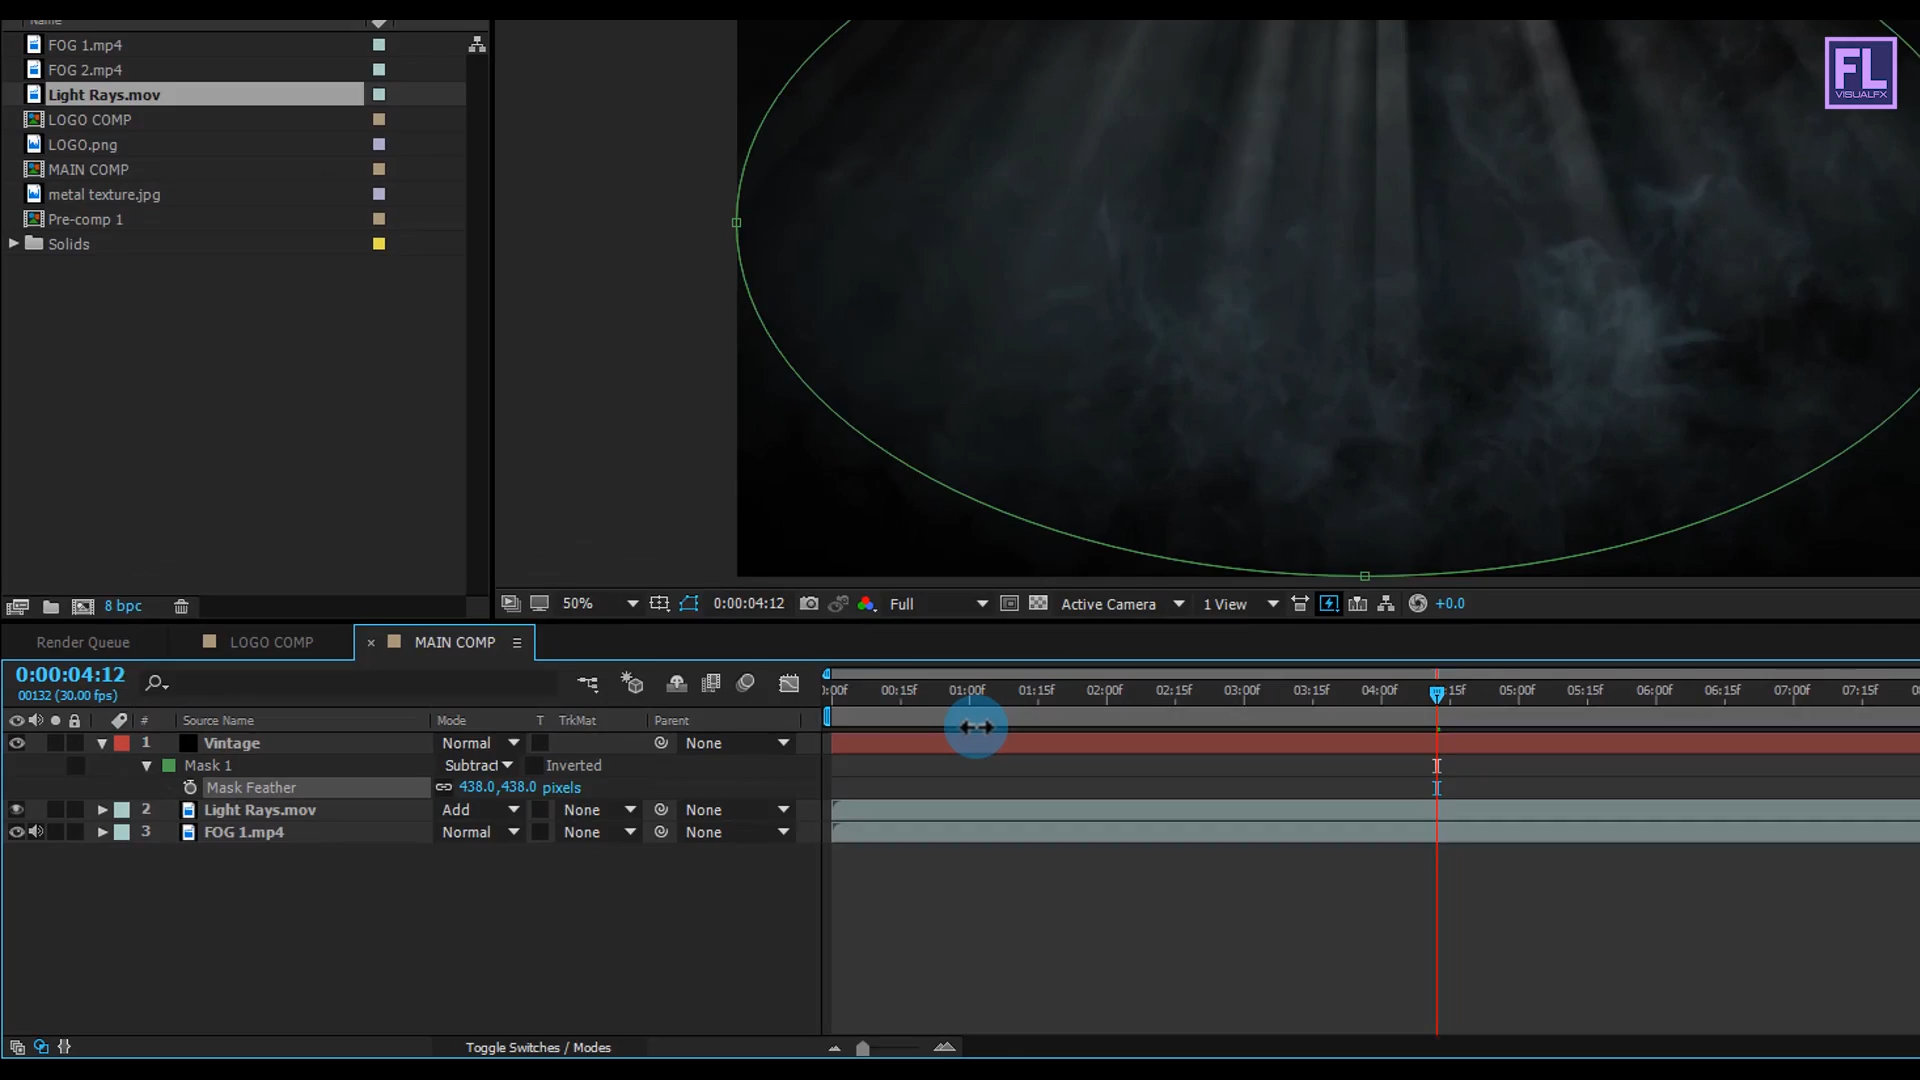 Name
FOG 1.mp4
FOG 2.mp4
Light Rays.mov
LOGO COMP
LOGO.png
MAIN COMP
metal texture.jpg
Pre-comp 1
Solids
FL
VISUALFX
8 bpc
50%
0:00:04:12
Full
Active Camera
1 View
+0.0
Render Queue
LOGO COMP
MAIN COMP
0:00:04:12
00132 (30.00 fps)
:00f 00:15f 01:00f 01:15f 02:00f 02:15f 03:00f 03:15f 04:00f :15f 05:00f 05:15f 06:00f 06:15f 07:00f 07:15f
# Source Name Mode T TrkMat Parent
1 Vintage Normal None
Mask 1 Subtract Inverted
Mask Feather 438.0,438.0 pixels
2 Light Rays.mov Add None None
3 FOG 1.mp4 Normal None None
Toggle Switches / Modes